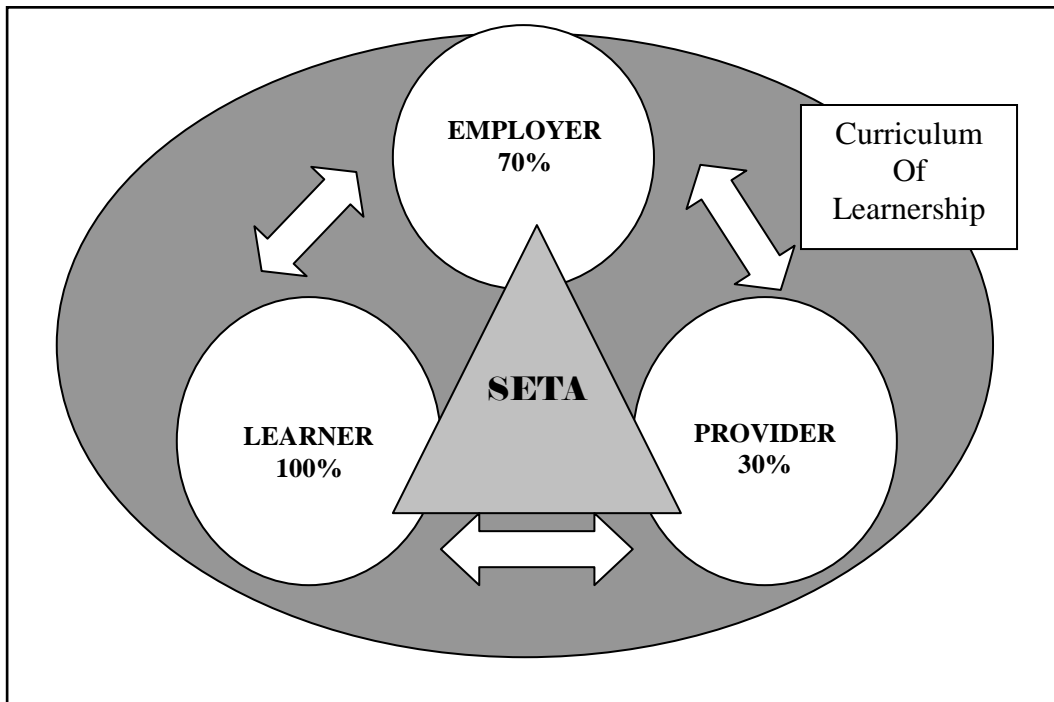 EMPLOYER
70%
Curriculum
Of
Learnership
SETA
LEARNER
100%
PROVIDER
30%